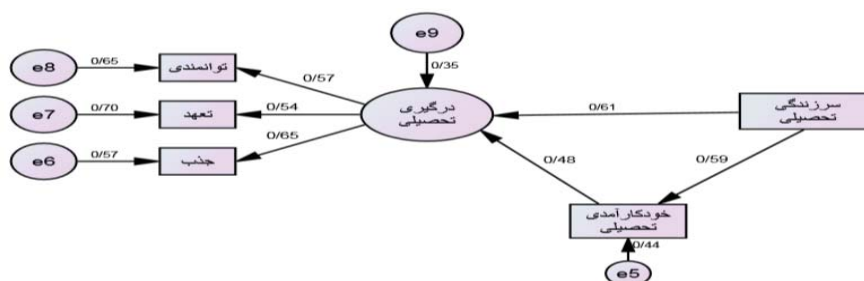 e9
e8
0/65
توانمندی
0/57
0/35
e7
0/70
تعهد
0/54
درگیری
تحصیلی
0/61
سرزندگی
تحصیلی
e6
0/57
جذب
0/65
0/48
0/59
خودکارآمدی
تحصیلی
0/44
e5